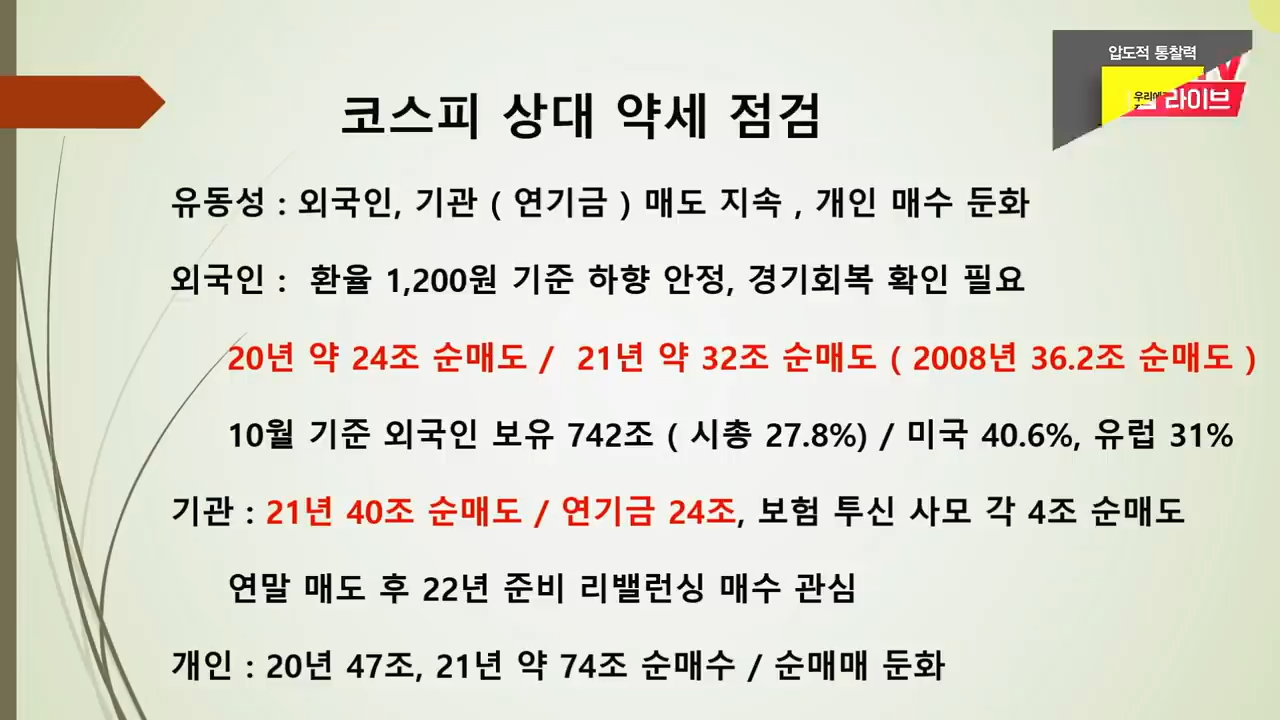 압도적 통찰력
라이브
코스피 상대 약세 점검
유동성 : 외국인, 기관 ( 연기금 ) 매도 지속 , 개인 매수 둔화
외국인 : 환율 1,200원 기준 하향 안정, 경기회복 확인 필요
20년 약 24조 순매도 / 21년 약 32조 순매도 ( 2008년 36.2조 순매도 )
10월 기준 외국인 보유 742조 ( 시총 27.8%) / 미국 40.6%, 유럽 31%
기관 : 21년 40조 순매도 / 연기금 24조, 보험 투신 사모 각 4조 순매도
연말 매도 후 22년 준비 리밸런싱 매수 관심
개인 : 20년 47조, 21년 약 74조 순매수 / 순매매 둔화